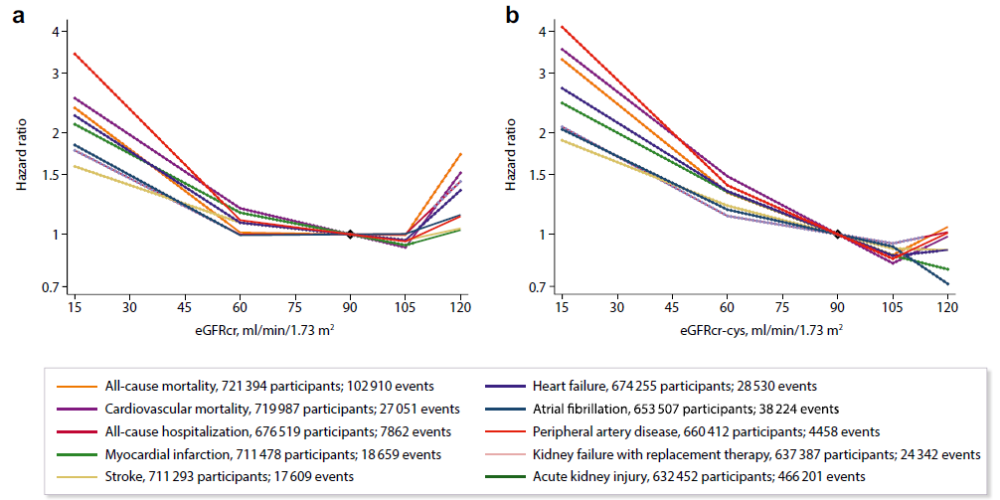 a
b
4
3
2
1.5
1
0.7
Hazard ratio
15 30 45 60 75 90 105 120
eGFRcr, ml/min/1.73 m²
4
3
2
1.5
1
0.7
Hazard ratio
15 30 45 60 75 90 105 120
eGFRcr-cys, ml/min/1.73 m²
All-cause mortality, 721 394 participants; 102 910 events
Cardiovascular mortality, 719 987 participants; 27 051 events
All-cause hospitalization, 676 519 participants; 7862 events
Myocardial infarction, 711 478 participants; 18 659 events
Stroke, 711 293 participants; 17 609 events
Heart failure, 674 255 participants; 28 530 events
Atrial fibrillation, 653 507 participants; 38 224 events
Peripheral artery disease, 660 412 participants; 4458 events
Kidney failure with replacement therapy, 637 387 participants; 24 342 events
Acute kidney injury, 632 452 participants; 466 201 events